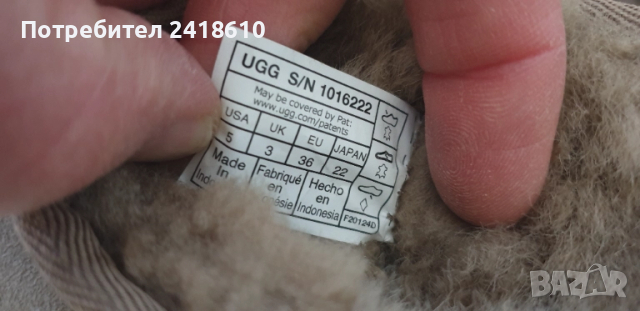 Потребител 2418610
UGG S/N 1016222
May be covered by Pat:
www.ugg.com/patents
USA UK EU JAPAN
5 3 36 22
Made Fabriqué Hecho
in en en
Indonesia
F20124D
BAZAR